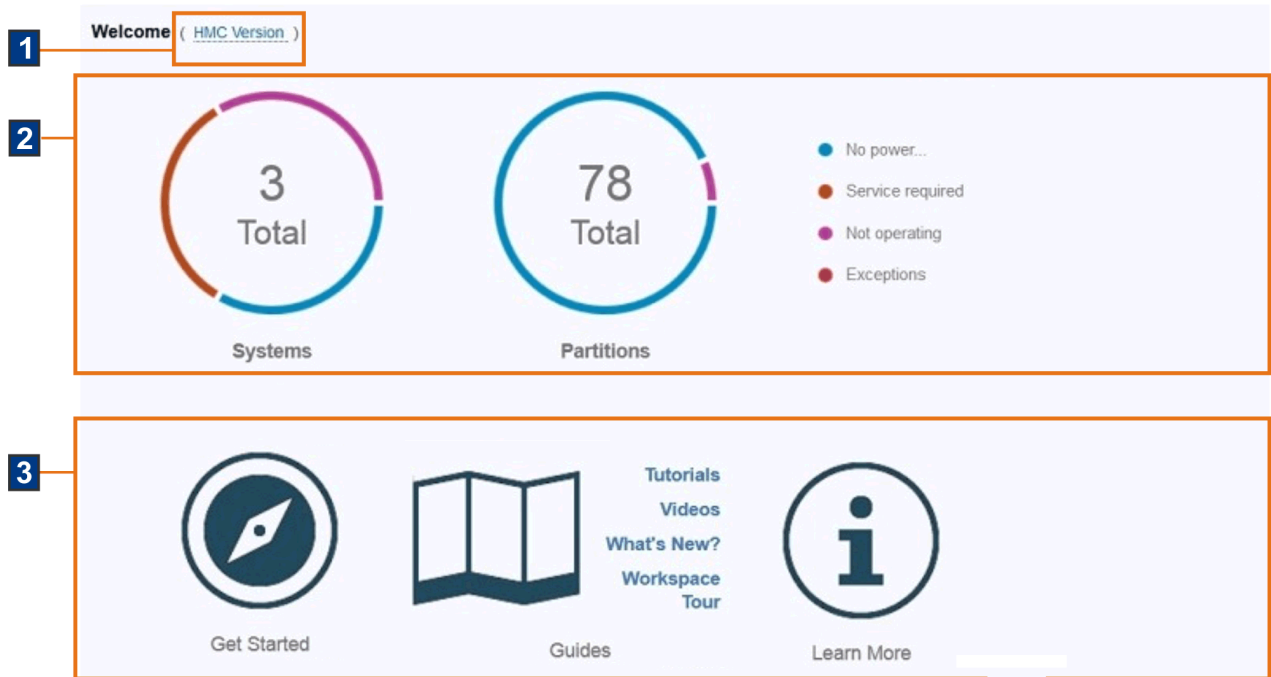 1
Welcome ( HMC Version )
2
3
Total
Systems
78
Total
Partitions
No power...
Service required
Not operating
Exceptions
3
Get Started
Tutorials
Videos
What's New?
Workspace
Tour
Guides
Learn More